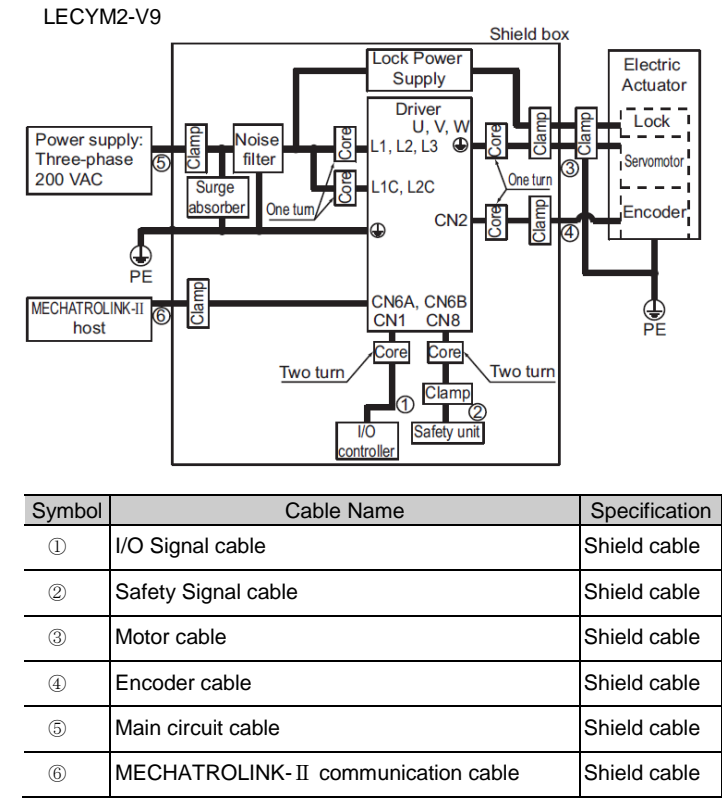 LECYM2-V9
Shield box
Lock Power
Supply
Electric
Actuator
Lock
Servomotor
Encoder
Power supply:
Three-phase
200 VAC
⑤
Clamp
Noise
filter
Surge
absorber
One turn
Core
Core
Driver
U, V, W
L1, L2, L3
L1C, L2C
CN2
CN6A, CN6B
CN1 CN8
Core
Core
One turn
Clamp
Clamp
Clamp
③
④
PE
PE
MECHATROLINK-II
host
⑥
Clamp
Two turn
Core
Core
Two turn
Clamp
①
②
I/O
controller
Safety unit
Symbol Cable Name Specification
① I/O Signal cable Shield cable
② Safety Signal cable Shield cable
③ Motor cable Shield cable
④ Encoder cable Shield cable
⑤ Main circuit cable Shield cable
⑥ MECHATROLINK-Ⅱ communication cable Shield cable